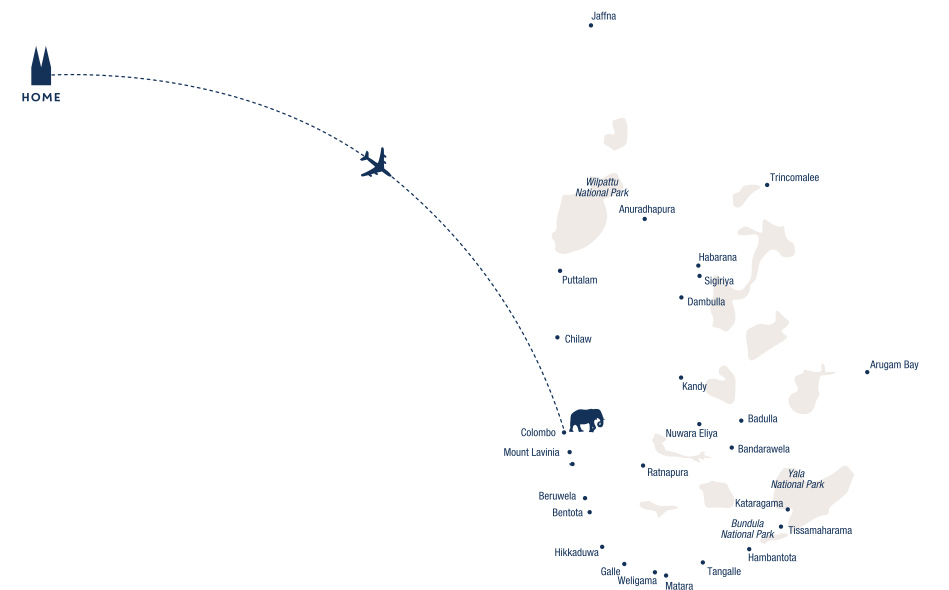 Jaffna
HOME
Wilpattu
National Park
Trincomalee
Anuradhapura
Habarana
Sigiriya
Puttalam
Dambulla
Chilaw
Arugam Bay
Kandy
Badulla
Colombo
Nuwara Eliya
Bandarawela
Mount Lavinia
Ratnapura
Yala
National Park
Beruwela
Kataragama
Bentota
Bundula
National Park
Tissamaharama
Hikkaduwa
Hambantota
Galle
Tangalle
Weligama
Matara